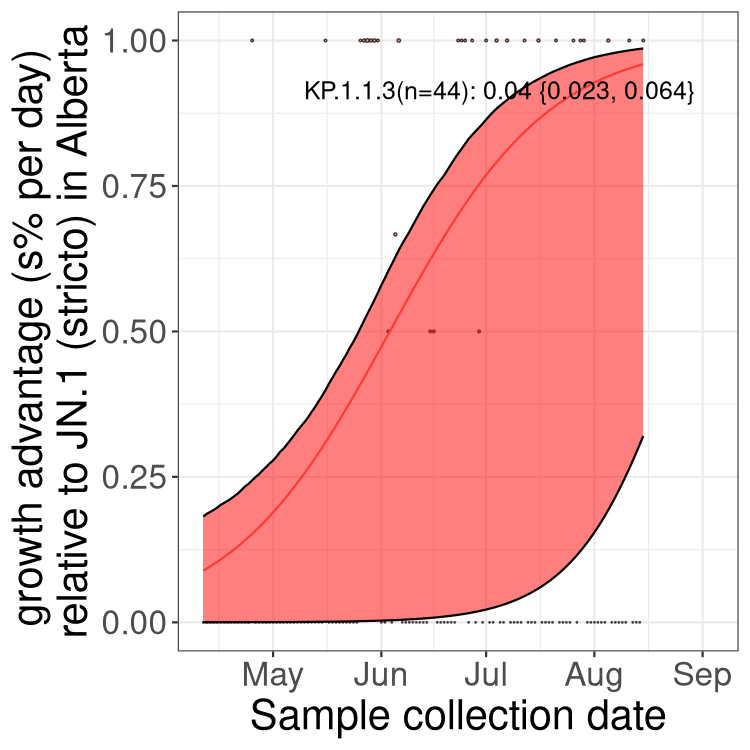 growth advantage (s% per day)
relative to JN.1 (stricto) in Alberta
1.00
0.75
0.50
0.25
0.00
KP.1.1.3(n=44): 0.04 {0.023, 0.064}
May Jun Jul Aug Sep
Sample collection date